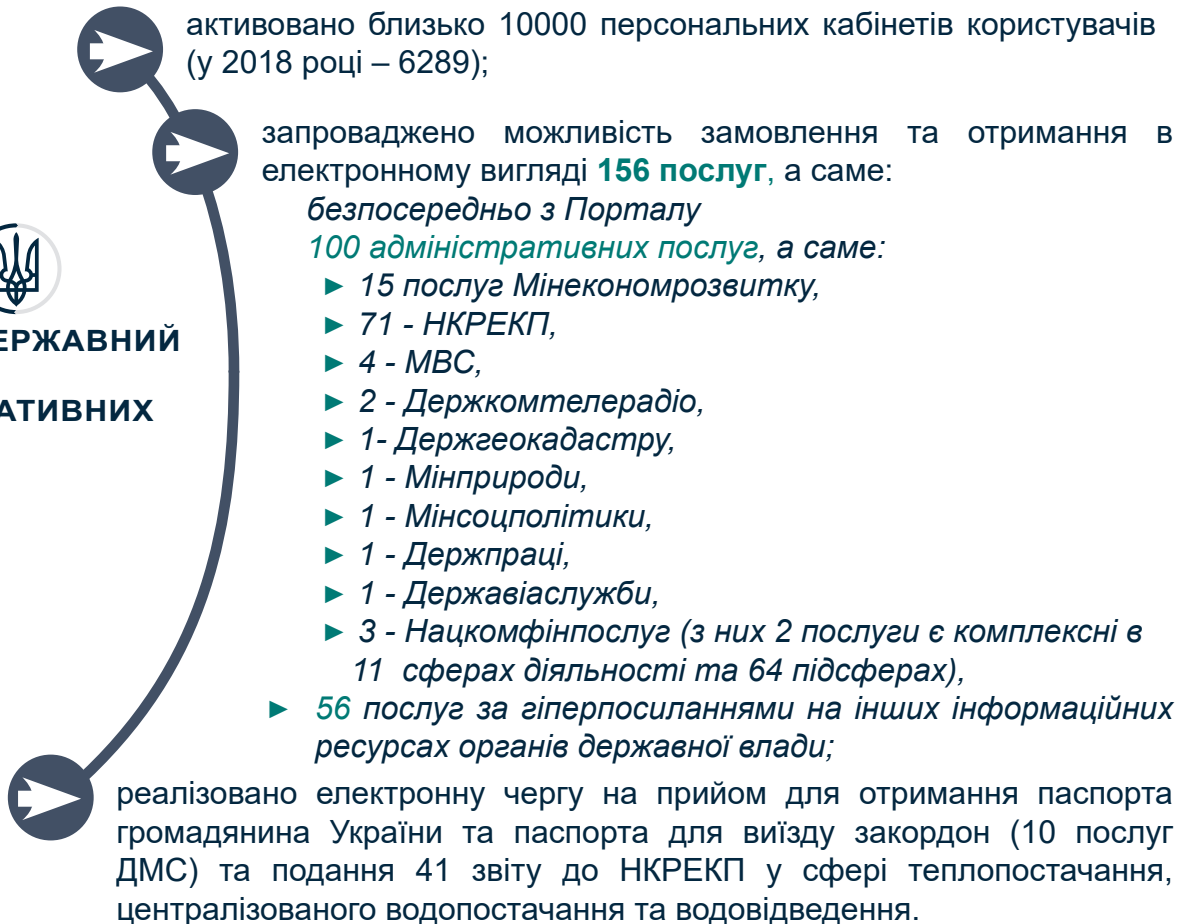 активовано близько 10000 персональних кабінетів користувачів
(у 2018 році – 6289);
запроваджено можливість замовлення та отримання в
електронному вигляді 156 послуг, а саме:
безпосередньо з Порталу
100 адміністративних послуг, а саме:
► 15 послуг Мінекономрозвитку,
► 71 - НКРЕКП,
► 4 - МВС,
► 2 - Держкомтелерадіо,
► 1- Держгеокадастру,
► 1 - Мінприроди,
► 1 - Мінсоцполітики,
► 1 - Держпраці,
► 1 - Державіаслужби,
► 3 - Нацкомфінпослуг (з них 2 послуги є комплексні в
11 сферах діяльності та 64 підсферах),
► 56 послуг за гіперпосиланнями на інших інформаційних
ресурсах органів державної влади;
ЕРЖАВНИЙ
АТИВНИХ
реалізовано електронну чергу на прийом для отримання паспорта
громадянина України та паспорта для виїзду закордон (10 послуг
ДМС) та подання 41 звіту до НКРЕКП у сфері теплопостачання,
централізованого водопостачання та водовідведення.